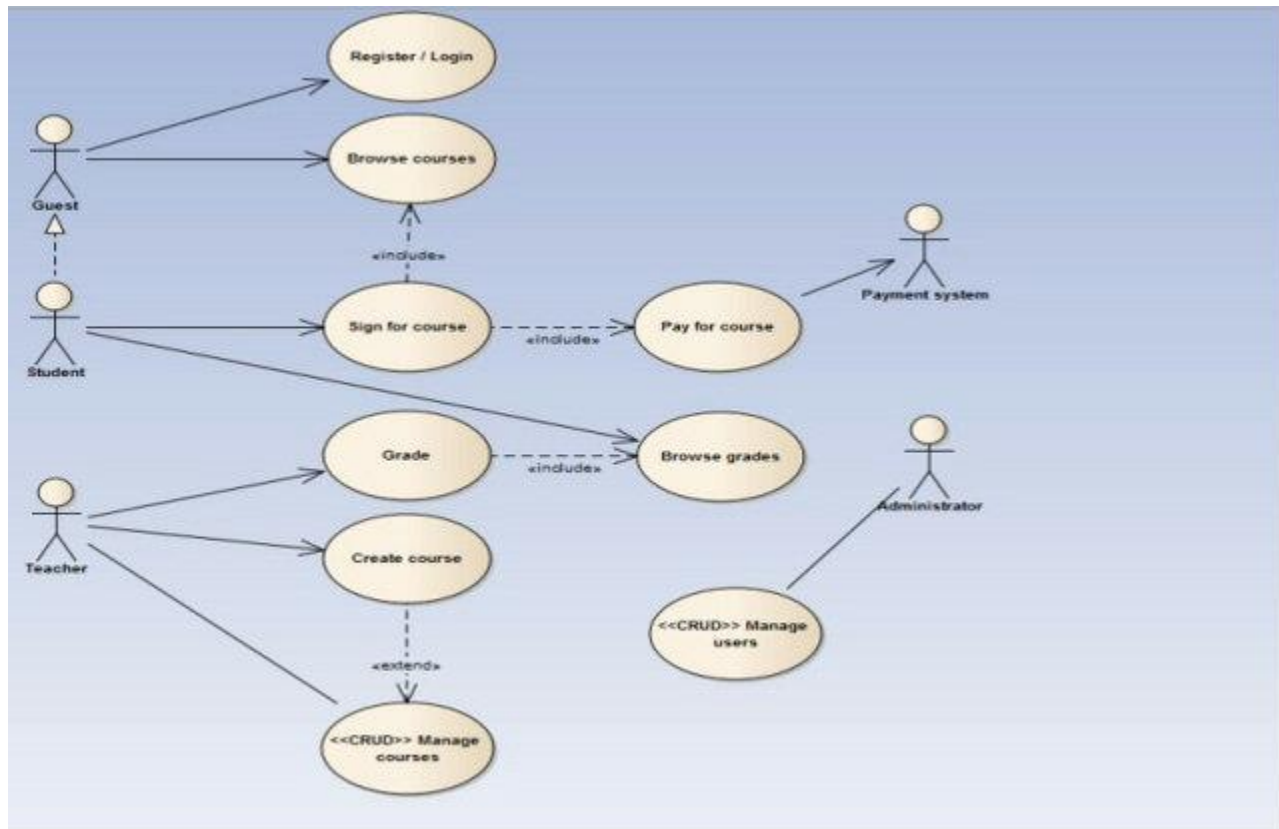 Register / Login
Browse courses
Guest
«include»
Payment system
Sign for course
«include»
Pay for course
Student
Grade
«include»
Browse grades
Administrator
Create course
Teacher
<<CRUD>> Manage
users
«extend»
<<CRUD>> Manage
courses